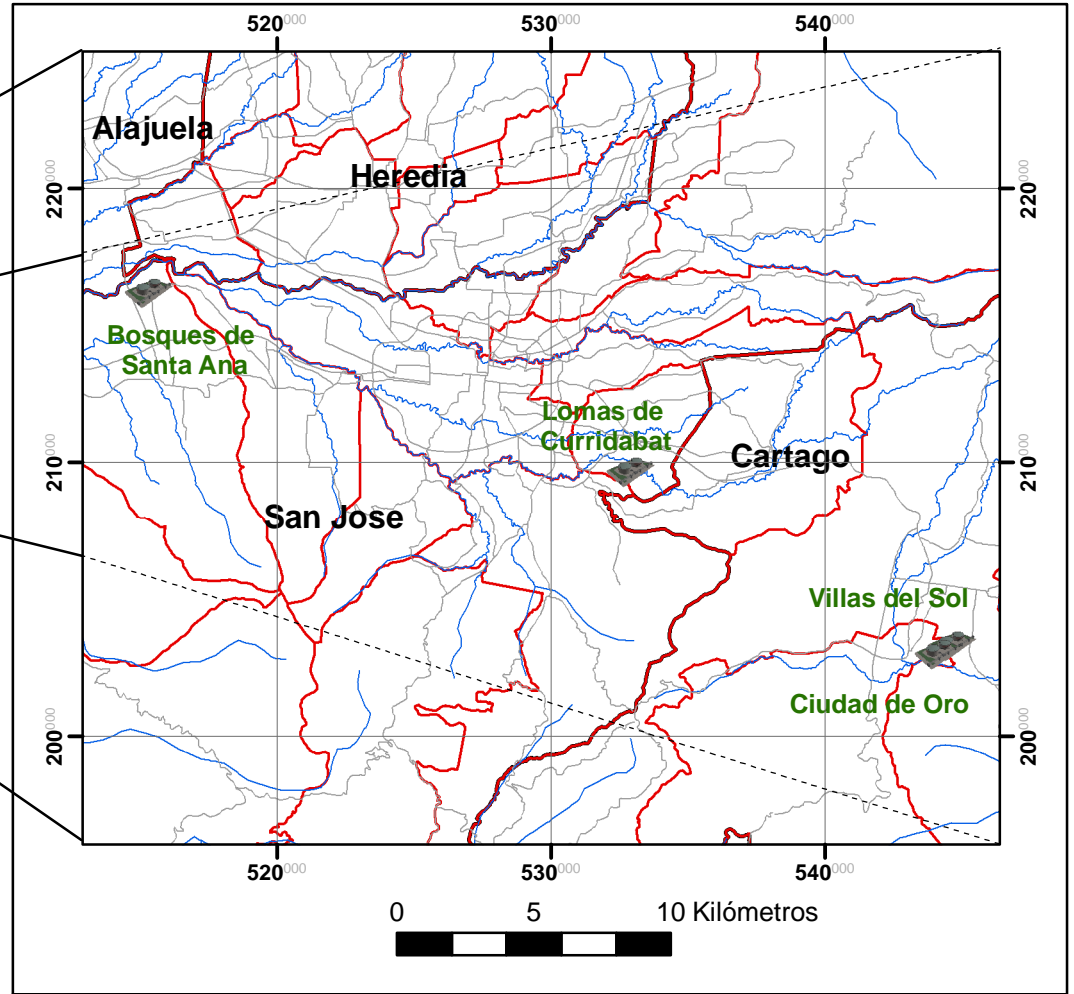 520000
530000
540000
Alajuela
Heredia
220000
220000
Bosques de
Santa Ana
Lomas de
Curridabat
Cartago
210000
210000
San Jose
Villas del Sol
Ciudad de Oro
200000
200000
520000
530000
540000
0 5 10 Kilómetros